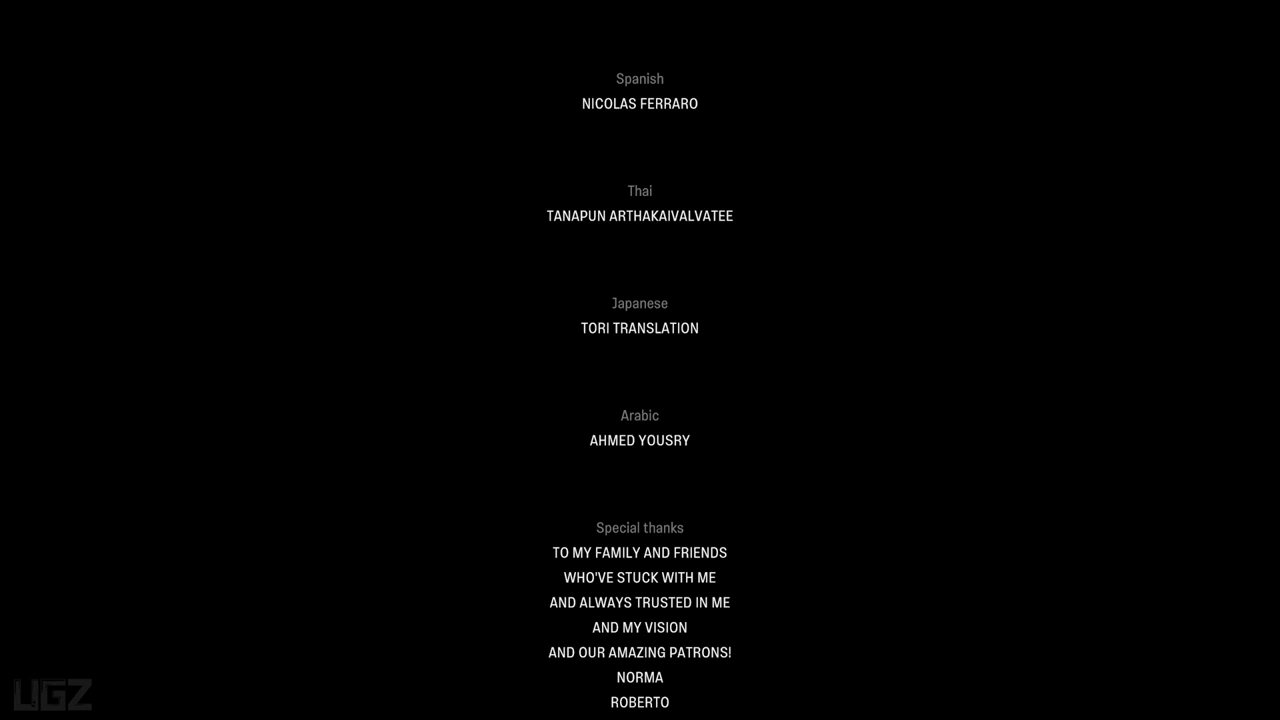 Spanish
NICOLAS FERRARO
Thai
TANAPUN ARTHAKAIVALVATEE
Japanese
TORI TRANSLATION
Arabic
AHMED YOUSRY
Special thanks
TO MY FAMILY AND FRIENDS
WHO'VE STUCK WITH ME
AND ALWAYS TRUSTED IN ME
AND MY VISION
AND OUR AMAZING PATRONS!
NORMA
ROBERTO
UGZ